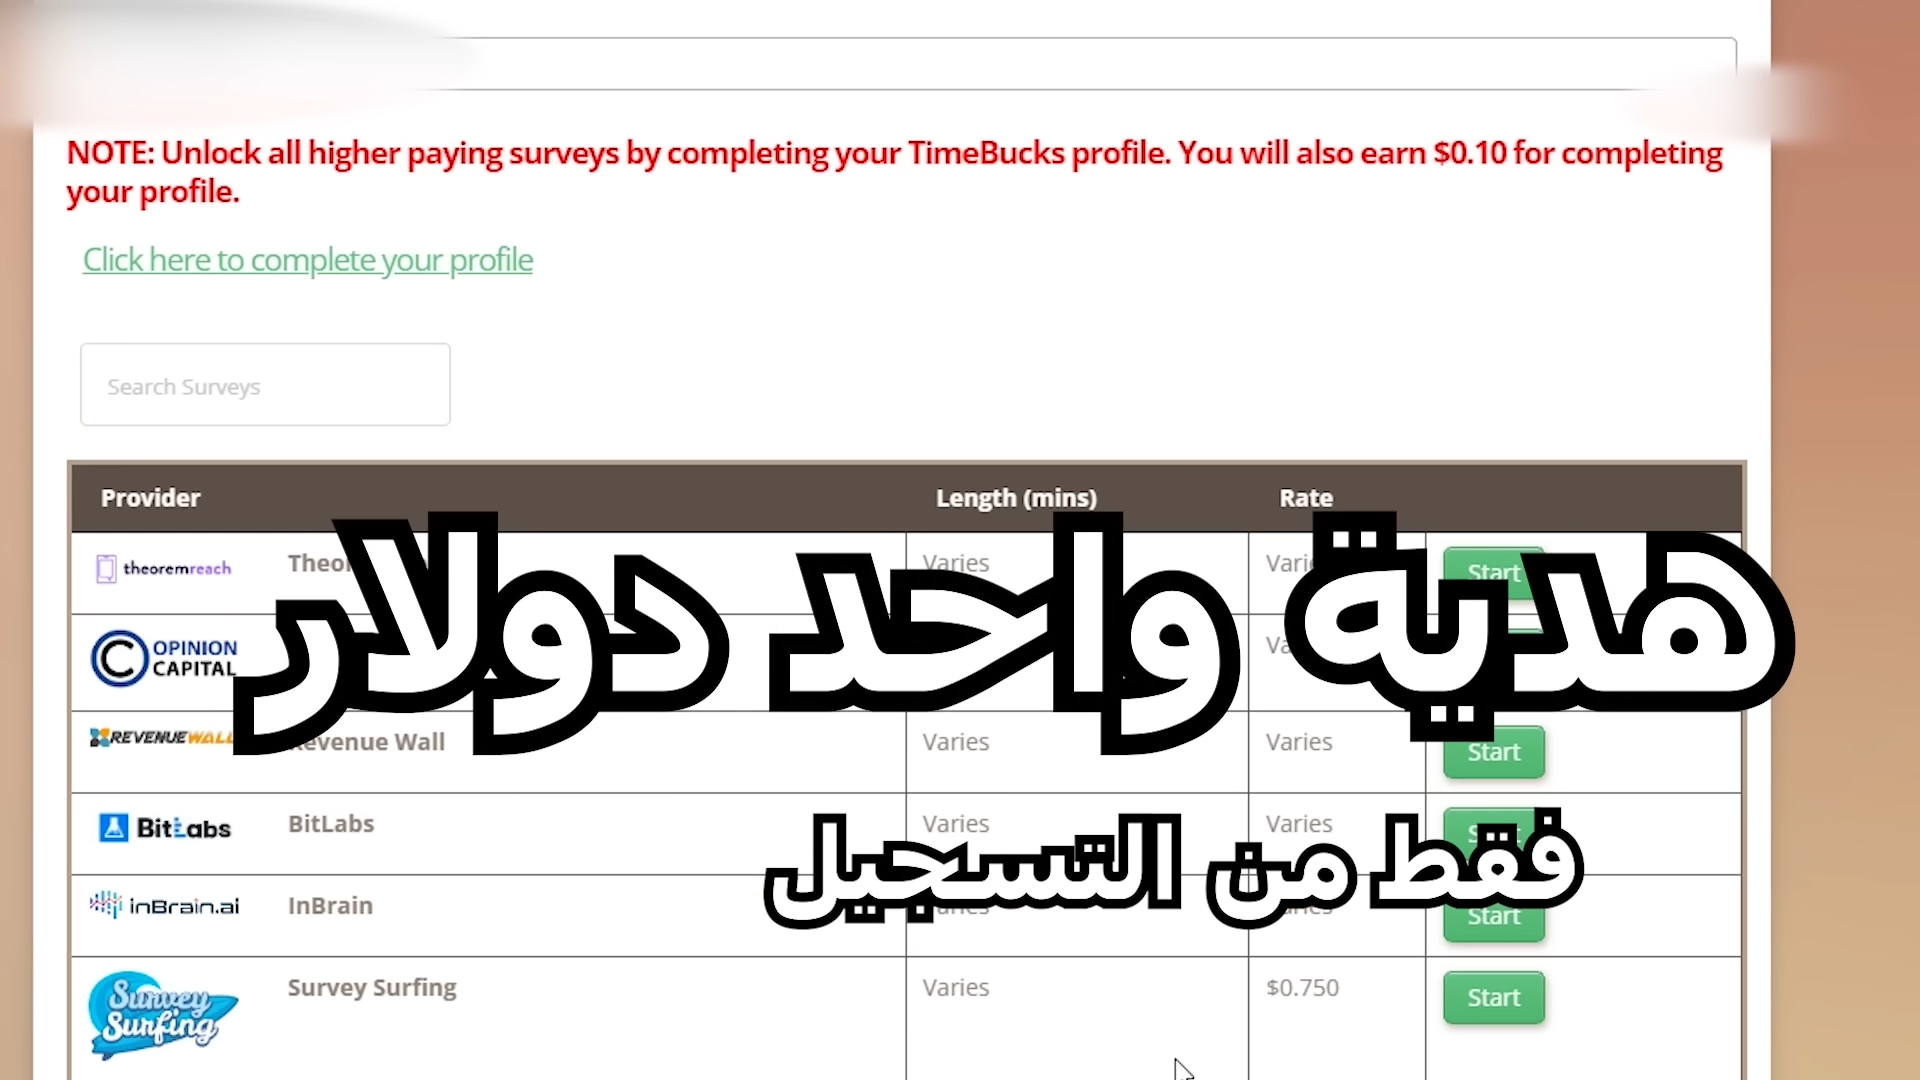 NOTE: Unlock all higher paying surveys by completing your TimeBucks profile. You will also earn $0.10 for completing
your profile.
Click here to complete your profile
Search Surveys
Provider Length (mins) Rate
theoremreach Varies Start
OPINION
CAPITAL
هدية واحد دولار
REVENUEWALL Revenue Wall Varies Varies Start
BitLabs BitLabs Varies Varies
فقط من التسجيل
inBrain.ai InBrain Start
Survey
Surfing
Survey Surfing Varies $0.750 Start